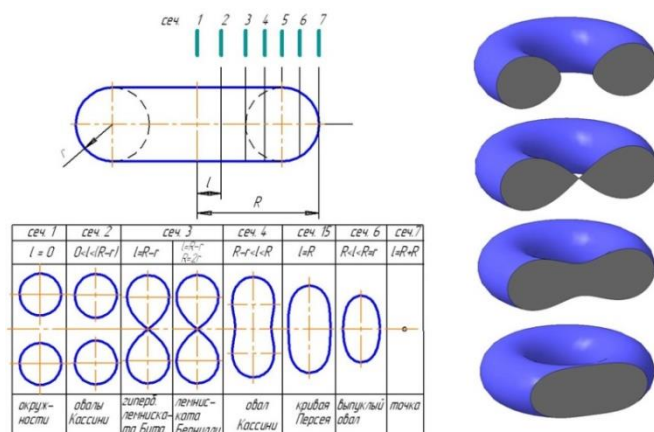 сеч. 1 2 3 4 5 6 7
r
l
R
сеч. 1 сеч. 2 сеч. 3 сеч. 4 сеч. 15 сеч. 6 сеч.7
l = 0 0<l<(R-r) l=R-r l=R-r R-r<l<R l=R R<l<R=r l=R+R
R=2r
окруж- овалы гиперб. лемнис- овал кривая выпуклый точка
ности Кассини лемниска- ката Кассини Персея овал
та Бута Бернулли